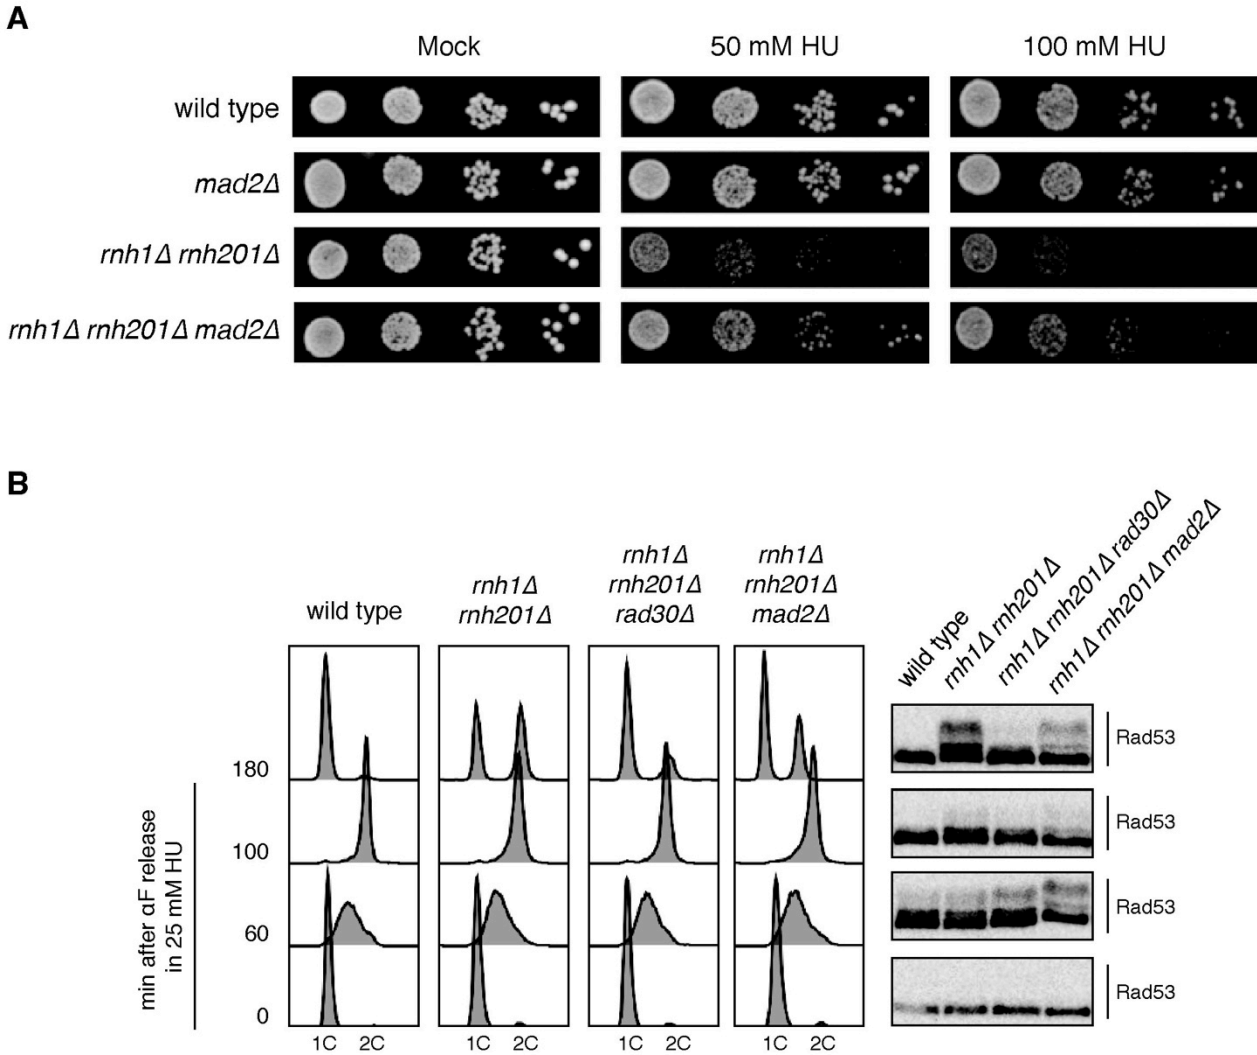 A
Mock
50 mM HU
100 mM HU
wild type
mad2Δ
rnh1Δ rnh201Δ
rnh1Δ rnh201Δ mad2Δ
B
wild type
rnh1Δ
rnh201Δ
rnh1Δ
rnh201Δ
rad30Δ
rnh1Δ
rnh201Δ
mad2Δ
wild type
rnh1Δ rnh201Δ
rnh1Δ rnh201Δ rad30Δ
rnh1Δ rnh201Δ mad2Δ
min after αF release
in 25 mM HU
180
100
60
0
1C 2C
1C 2C
1C 2C
1C 2C
Rad53
Rad53
Rad53
Rad53